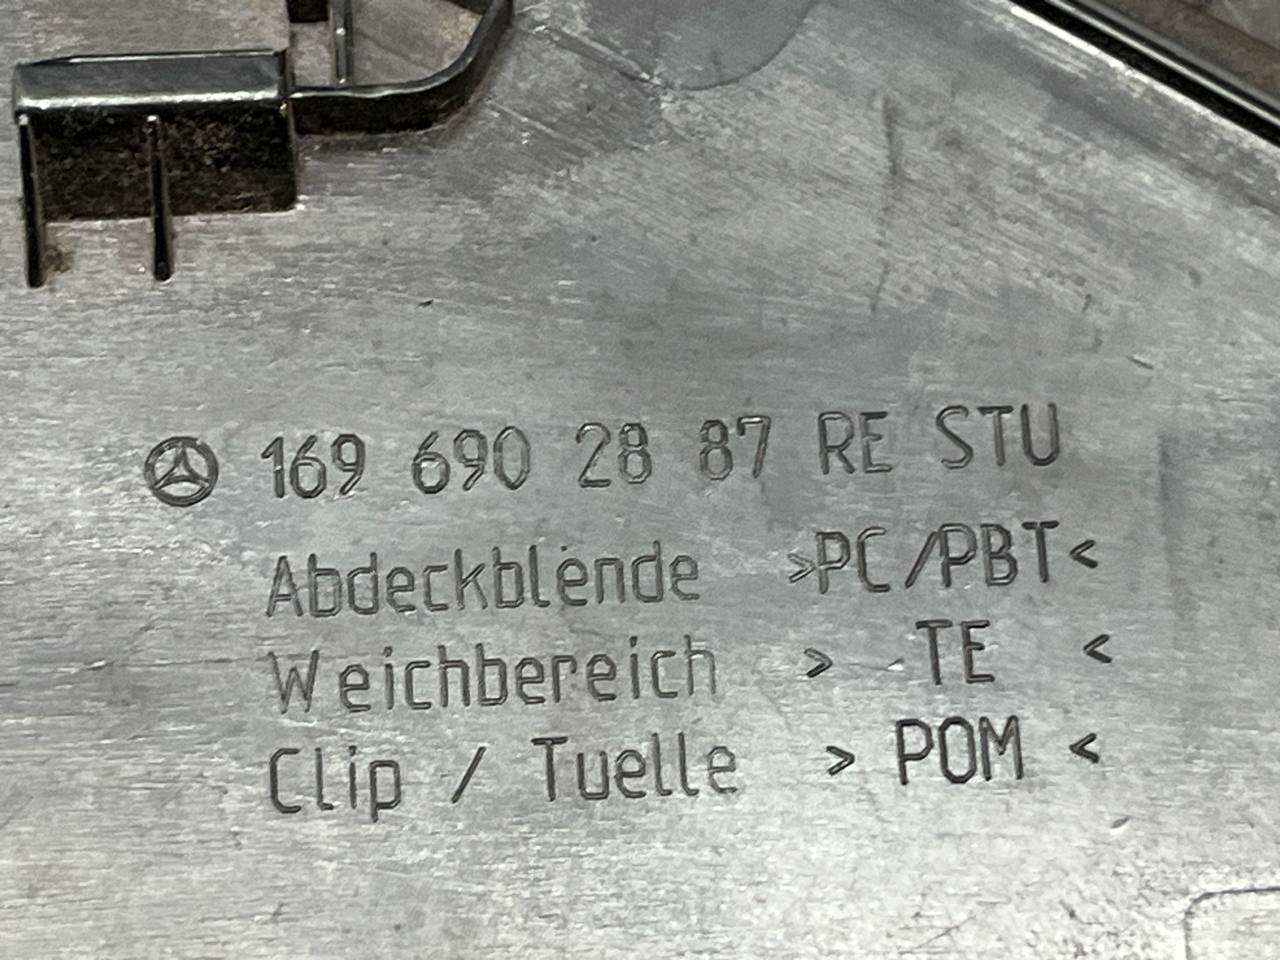 169 690 28 87 RE STU
Abdeckblende >PC/PBT<
Weichbereich > TE <
Clip / Tuelle > POM <